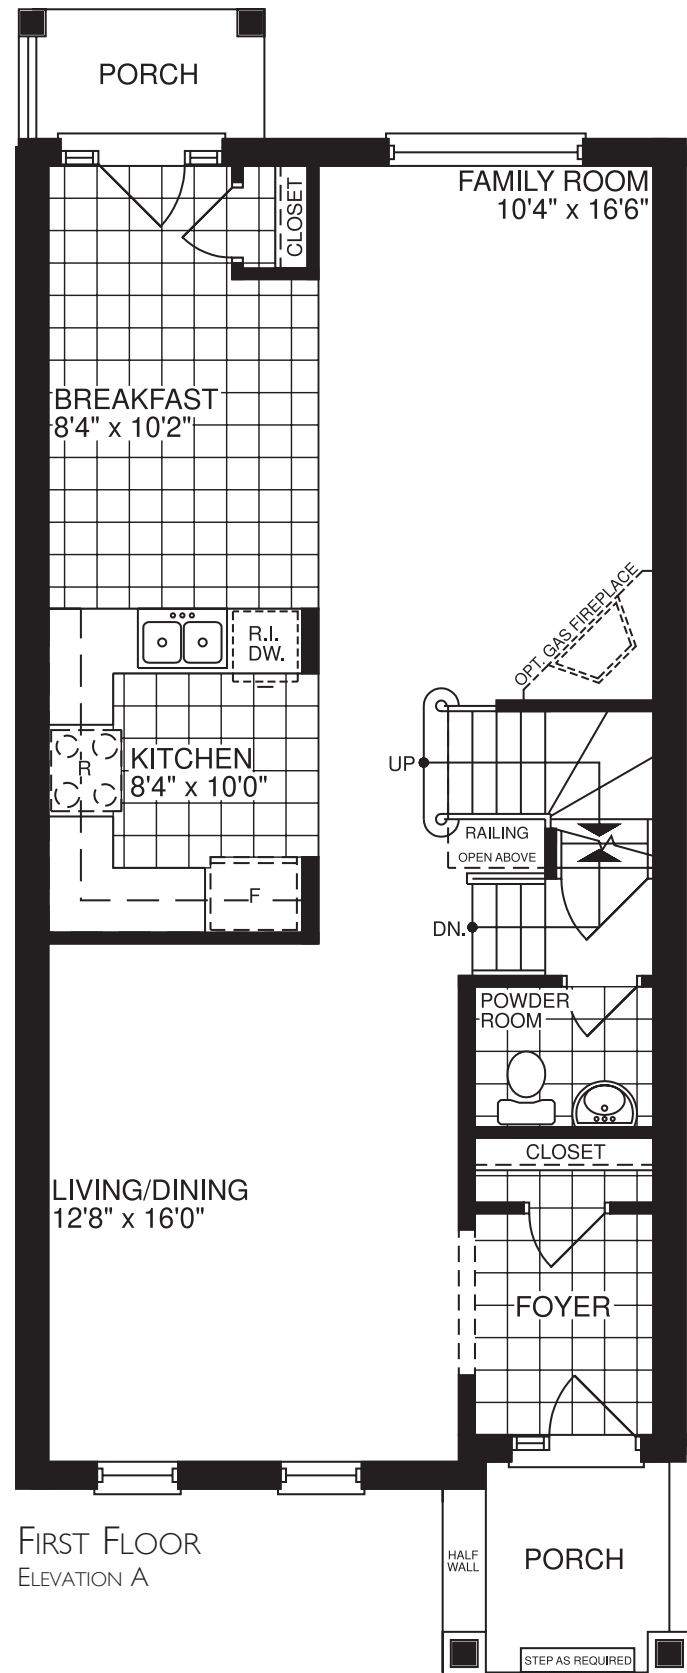 PORCH
FAMILY ROOM
10'4" x 16'6"
CLOSET
BREAKFAST
8'4" x 10'2"
OPT. GAS FIREPLACE
R.I.
DW.
KITCHEN
8'4" x 10'0"
R
UP
RAILING
OPEN ABOVE
F
DN.
POWDER
ROOM
CLOSET
LIVING/DINING
12'8" x 16'0"
FOYER
FIRST FLOOR
ELEVATION A
HALF
WALL
PORCH
STEP AS REQUIRED